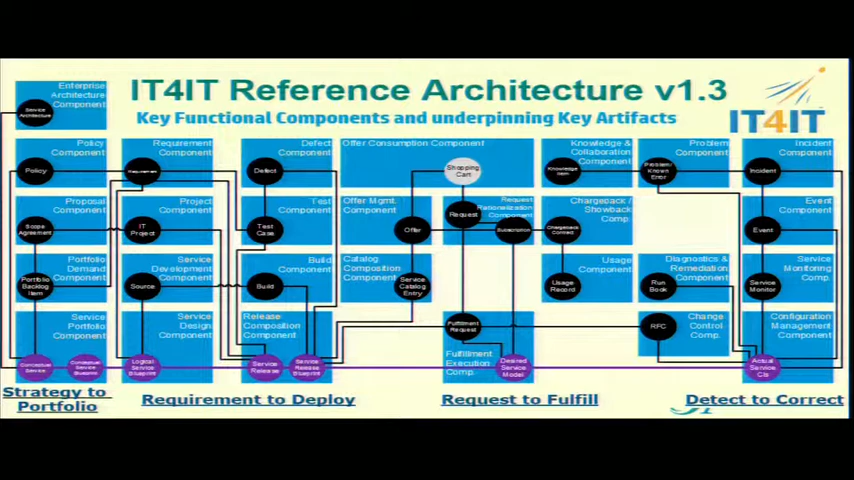 IT4IT Reference Architecture v1.3
Key Functional Components and underpinning Key Artifacts
IT4IT
Enterprise
Architecture
Component
Service
Architecture
Policy
Component
Policy
Requirement
Component
Requirement
Defect
Component
Defect
Offer Consumption Component
Shopping
Cart
Knowledge &
Collaboration
Component
Knowledge
Item
Problem
Component
Problem/
Known
Error
Incident
Component
Incident
Proposal
Component
Scope
Agreement
Project
Component
IT
Project
Test
Component
Test
Case
Offer Mgmt.
Component
Offer
Request
Rationalization
Component
Request
Subscription
Chargeback /
Showback
Comp.
Chargeback
Contract
Event
Component
Event
Portfolio
Demand
Component
Portfolio
Backlog
Item
Service
Development
Component
Source
Build
Component
Build
Catalog
Composition
Component
Service
Catalog
Entry
Usage
Component
Usage
Record
Diagnostics &
Remediation
Component
Run
Book
Service
Monitoring
Comp.
Service
Monitor
Service
Portfolio
Component
Conceptual
Service
Conceptual
Service
Blueprint
Service
Design
Component
Logical
Service
Blueprint
Release
Composition
Component
Service
Release
Service
Release
Blueprint
Fulfillment
Request
Fulfillment
Execution
Comp.
Desired
Service
Model
Change
Control
Comp.
RFC
Configuration
Management
Component
Actual
Service
CIs
Strategy to
Portfolio
Requirement to Deploy
Request to Fulfill
Detect to Correct